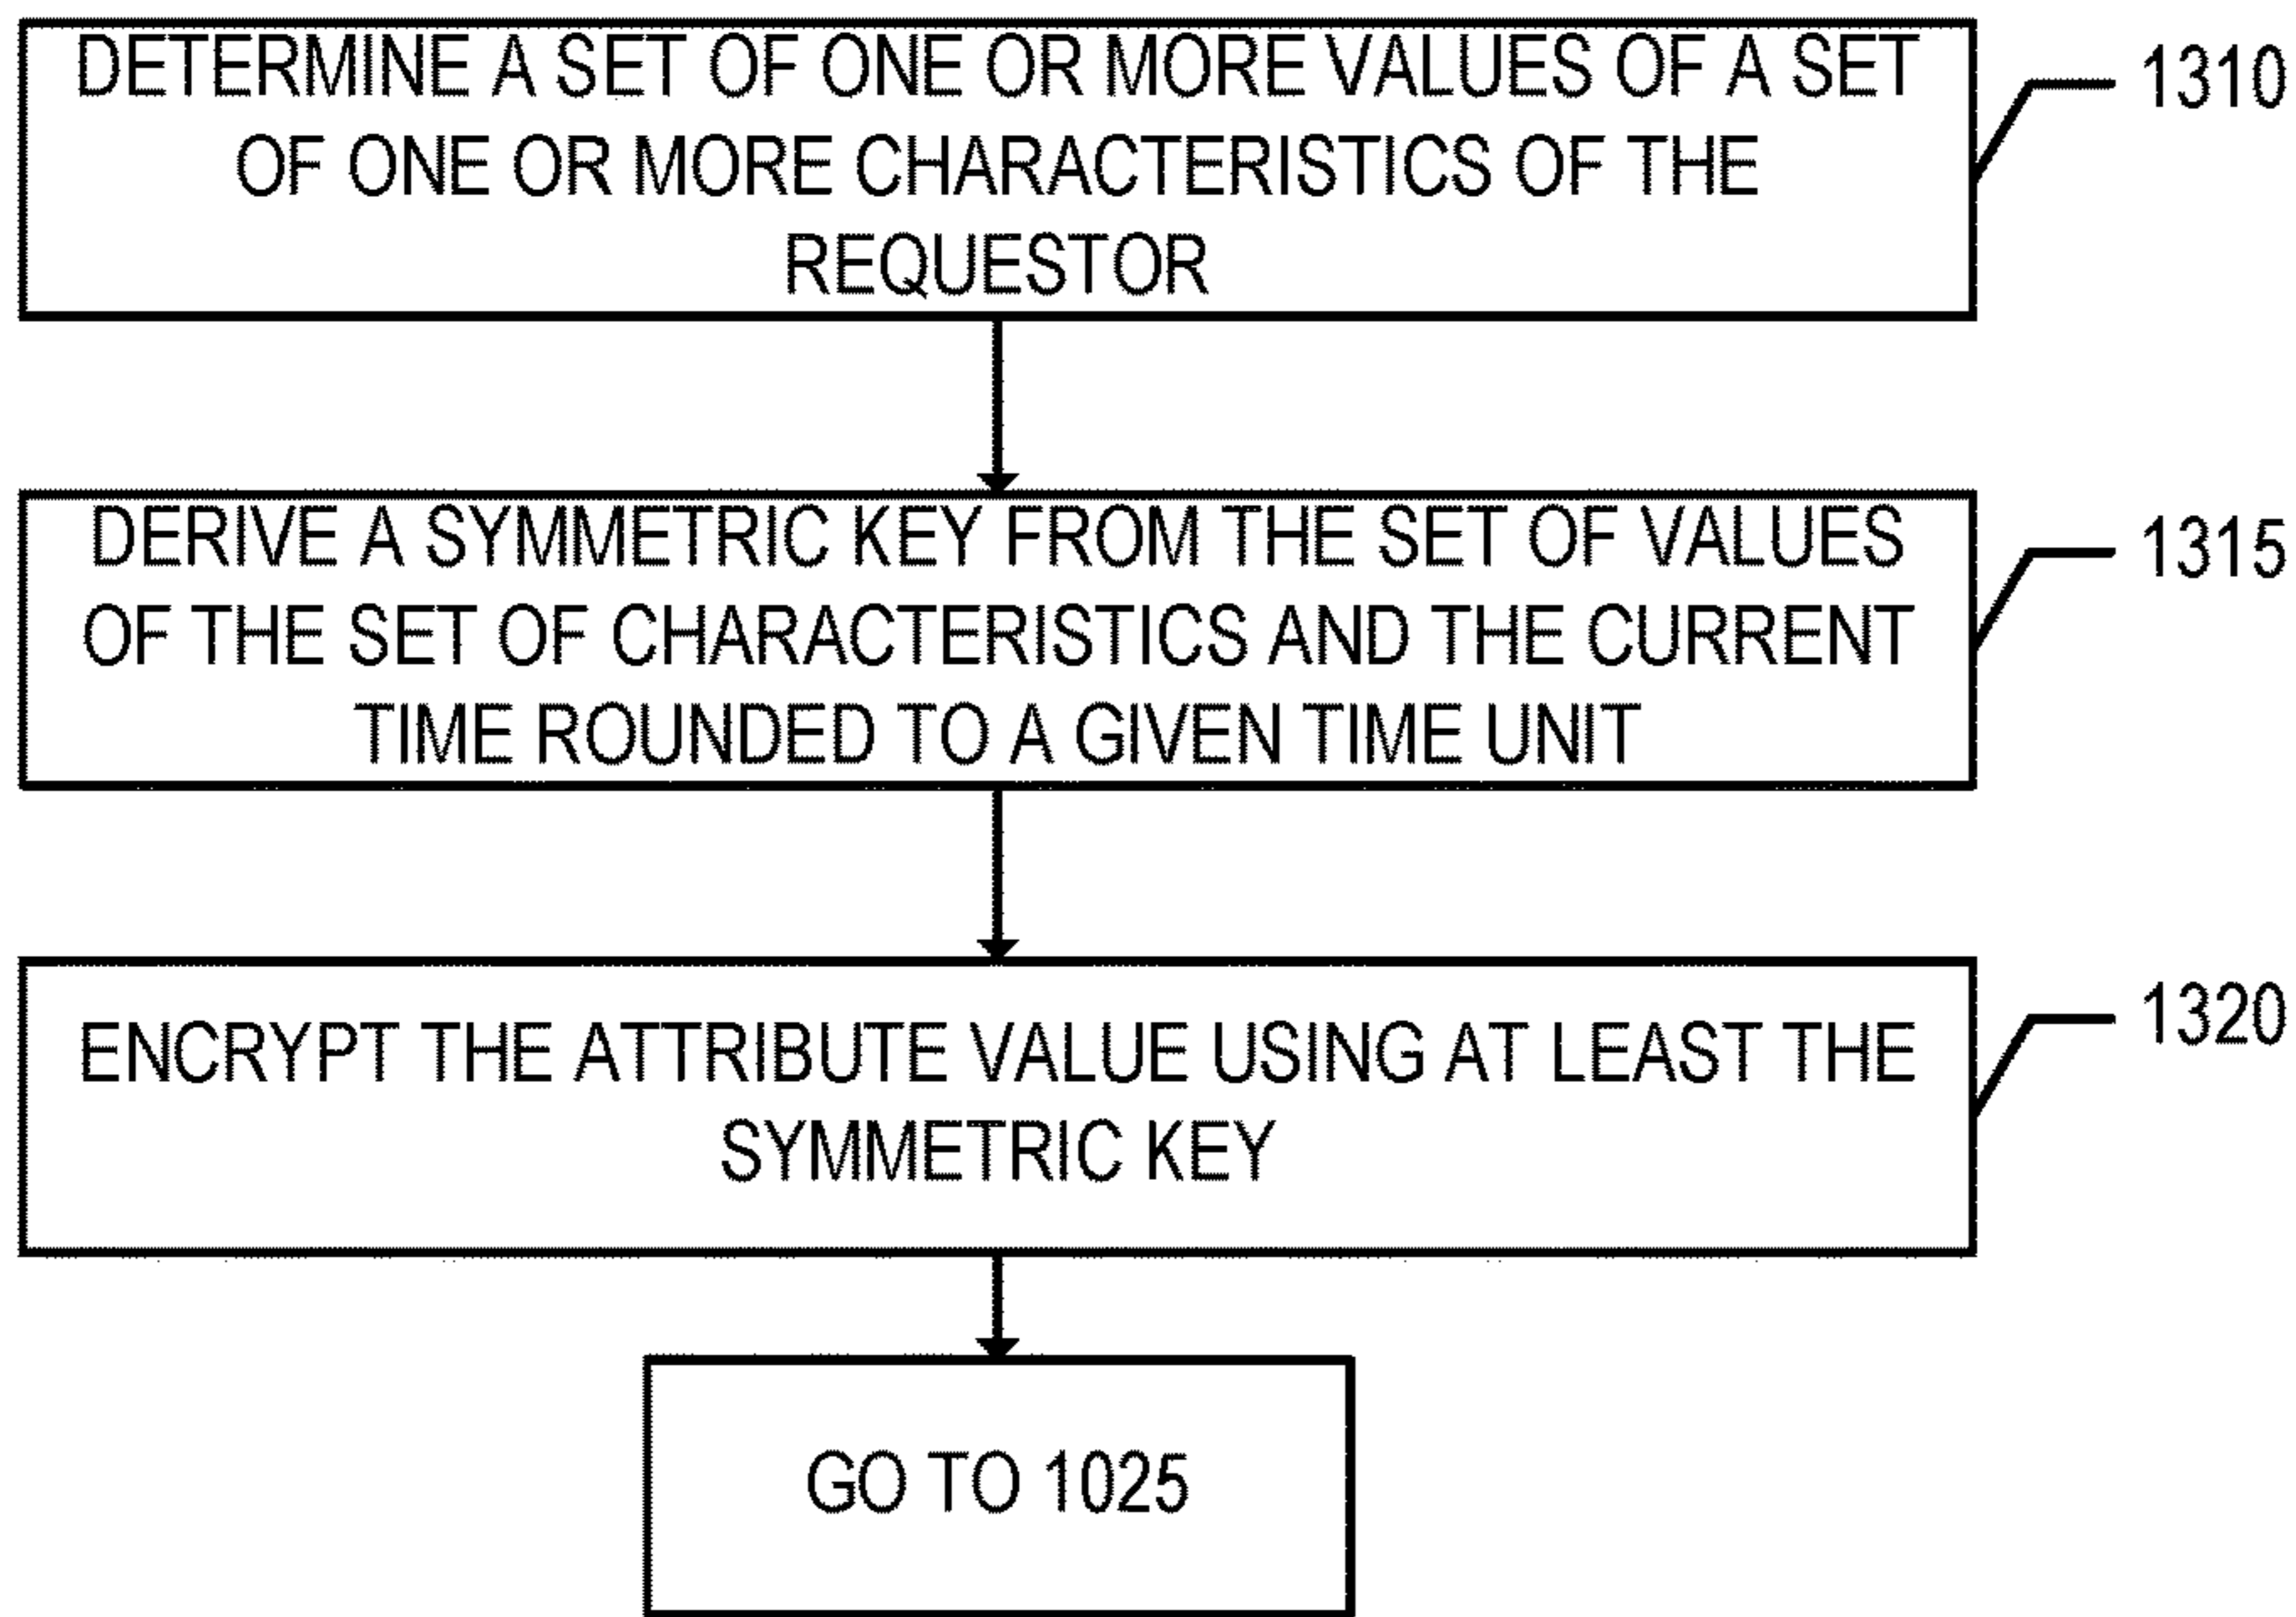 DETERMINE A SET OF ONE OR MORE VALUES OF A SET
OF ONE OR MORE CHARACTERISTICS OF THE
REQUESTOR
1310
DERIVE A SYMMETRIC KEY FROM THE SET OF VALUES
OF THE SET OF CHARACTERISTICS AND THE CURRENT
TIME ROUNDED TO A GIVEN TIME UNIT
1315
ENCRYPT THE ATTRIBUTE VALUE USING AT LEAST THE
SYMMETRIC KEY
1320
GO TO 1025